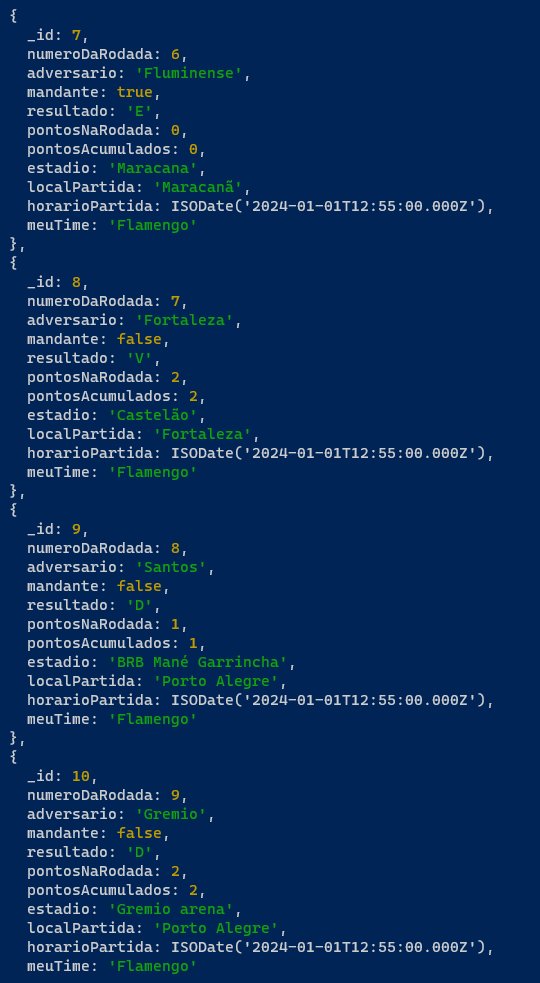 {
  _id: 7,
  numeroDaRodada: 6,
  adversario: 'Fluminense',
  mandante: true,
  resultado: 'E',
  pontosNaRodada: 0,
  pontosAcumulados: 0,
  estadio: 'Maracana',
  localPartida: 'Maracanã',
  horarioPartida: ISODate('2024-01-01T12:55:00.000Z'),
  meuTime: 'Flamengo'
},
{
  _id: 8,
  numeroDaRodada: 7,
  adversario: 'Fortaleza',
  mandante: false,
  resultado: 'V',
  pontosNaRodada: 2,
  pontosAcumulados: 2,
  estadio: 'Castelão',
  localPartida: 'Fortaleza',
  horarioPartida: ISODate('2024-01-01T12:55:00.000Z'),
  meuTime: 'Flamengo'
},
{
  _id: 9,
  numeroDaRodada: 8,
  adversario: 'Santos',
  mandante: false,
  resultado: 'D',
  pontosNaRodada: 1,
  pontosAcumulados: 1,
  estadio: 'BRB Mané Garrincha',
  localPartida: 'Porto Alegre',
  horarioPartida: ISODate('2024-01-01T12:55:00.000Z'),
  meuTime: 'Flamengo'
},
{
  _id: 10,
  numeroDaRodada: 9,
  adversario: 'Gremio',
  mandante: false,
  resultado: 'D',
  pontosNaRodada: 2,
  pontosAcumulados: 2,
  estadio: 'Gremio arena',
  localPartida: 'Porto Alegre',
  horarioPartida: ISODate('2024-01-01T12:55:00.000Z'),
  meuTime: 'Flamengo'